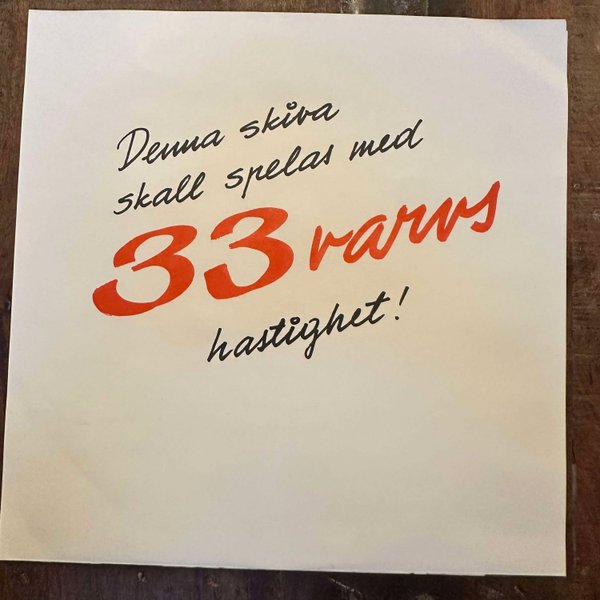 Denna skiva
skall spelas med
33 varvs
hastighet!